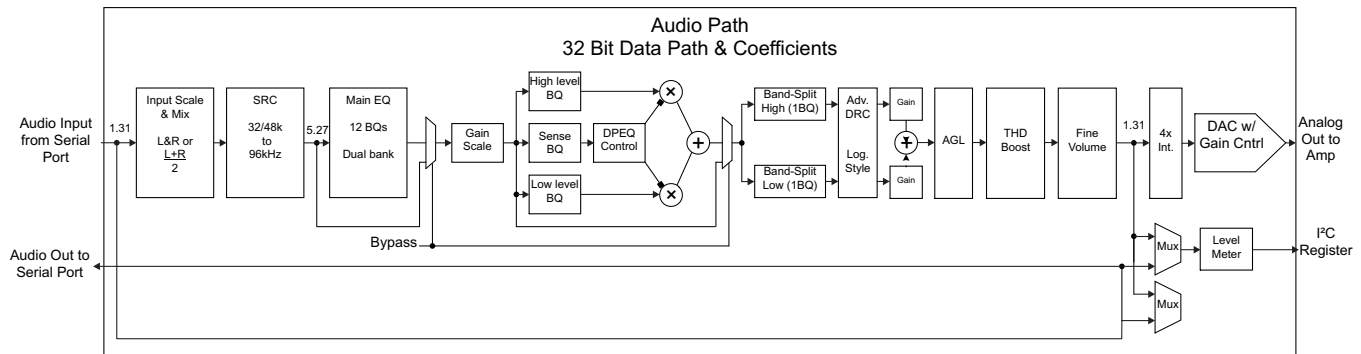 Audio Path
32 Bit Data Path & Coefficients
Audio Input
from Serial
Port
1.31
Input Scale
& Mix
L&R or
L+R
2
SRC
32/48k
to
96kHz
5.27
Main EQ
12 BQs
Dual bank
Gain
Scale
High level
BQ
Sense
BQ
Low level
BQ
DPEQ
Control
×
+
×
Band-Split
High (1BQ)
Band-Split
Low (1BQ)
Adv.
DRC
Log.
Style
Gain
+
Gain
AGL
THD
Boost
Fine
Volume
1.31
4x
Int.
DAC w/
Gain Cntrl
Analog
Out to
Amp
Bypass
Audio Out to
Serial Port
Mux
Level
Meter
I²C
Register
Mux